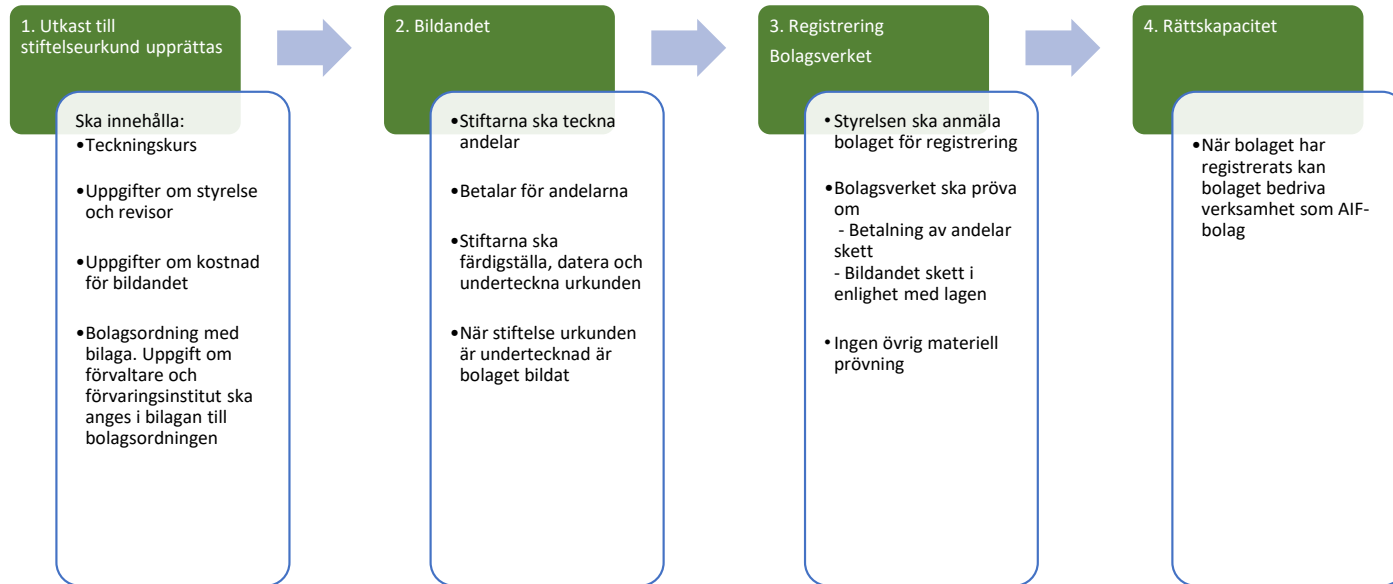 1. Utkast till
stiftelseurkund upprättas
Ska innehålla:
•Teckningskurs
•Uppgifter om styrelse
och revisor
•Uppgifter om kostnad
för bildandet
•Bolagsordning med
bilaga. Uppgift om
förvaltare och
förvaringsinstitut ska
anges i bilagan till
bolagsordningen
2. Bildandet
•Stiftarna ska teckna
andelar
•Betalar för andelarna
•Stiftarna ska
färdigställa, datera och
underteckna urkunden
•När stiftelse urkunden
är undertecknad är
bolaget bildat
3. Registrering
Bolagsverket
• Styrelsen ska anmäla
bolaget för registrering
•Bolagsverket ska pröva
om
- Betalning av andelar
skett
- Bildandet skett i
enlighet med lagen
• Ingen övrig materiell
prövning
4. Rättskapacitet
•När bolaget har
registrerats kan
bolaget bedriva
verksamhet som AIF-
bolag